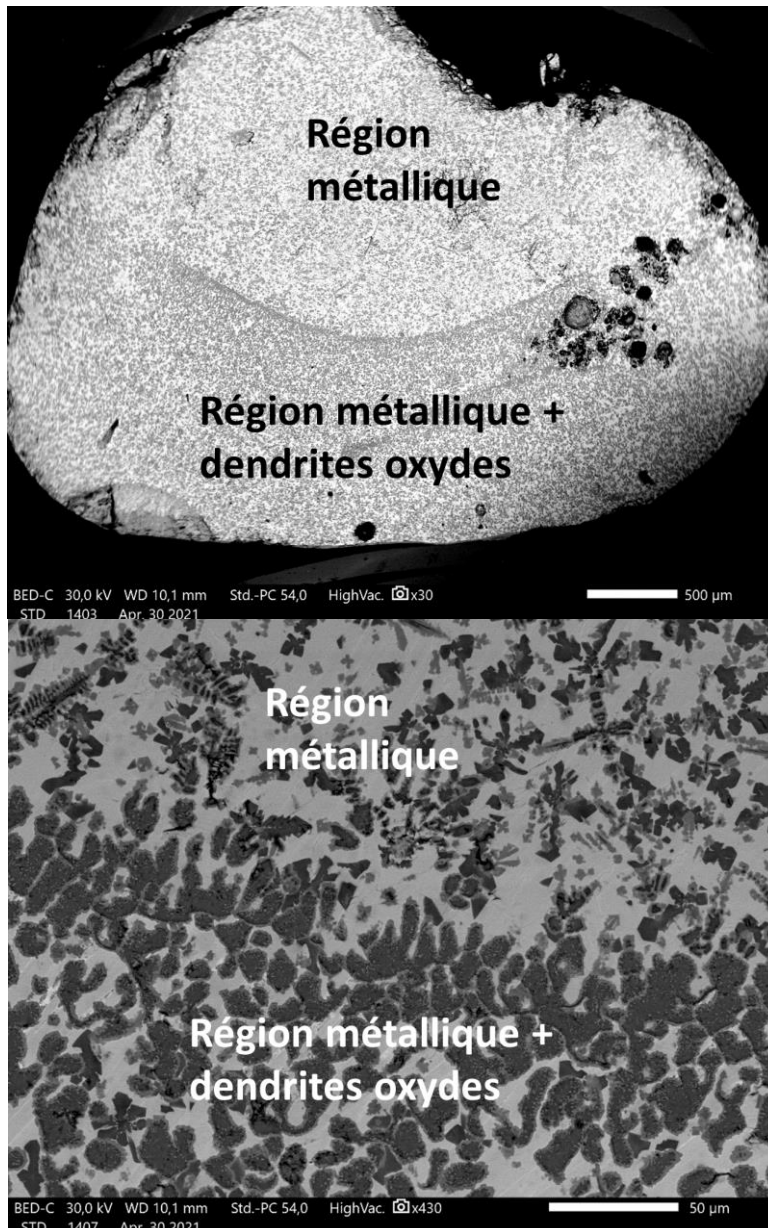 Région
métallique
Région métallique +
dendrites oxydes
BED-C 30,0 kV WD 10,1 mm Std.-PC 54,0 HighVac. x30 500 µm
STD 1403 Apr. 30 2021
Région
métallique
Région métallique +
dendrites oxydes
BED-C 30,0 kV WD 10,1 mm Std.-PC 54,0 HighVac. x430 50 µm
STD 1407 Apr. 30 2021